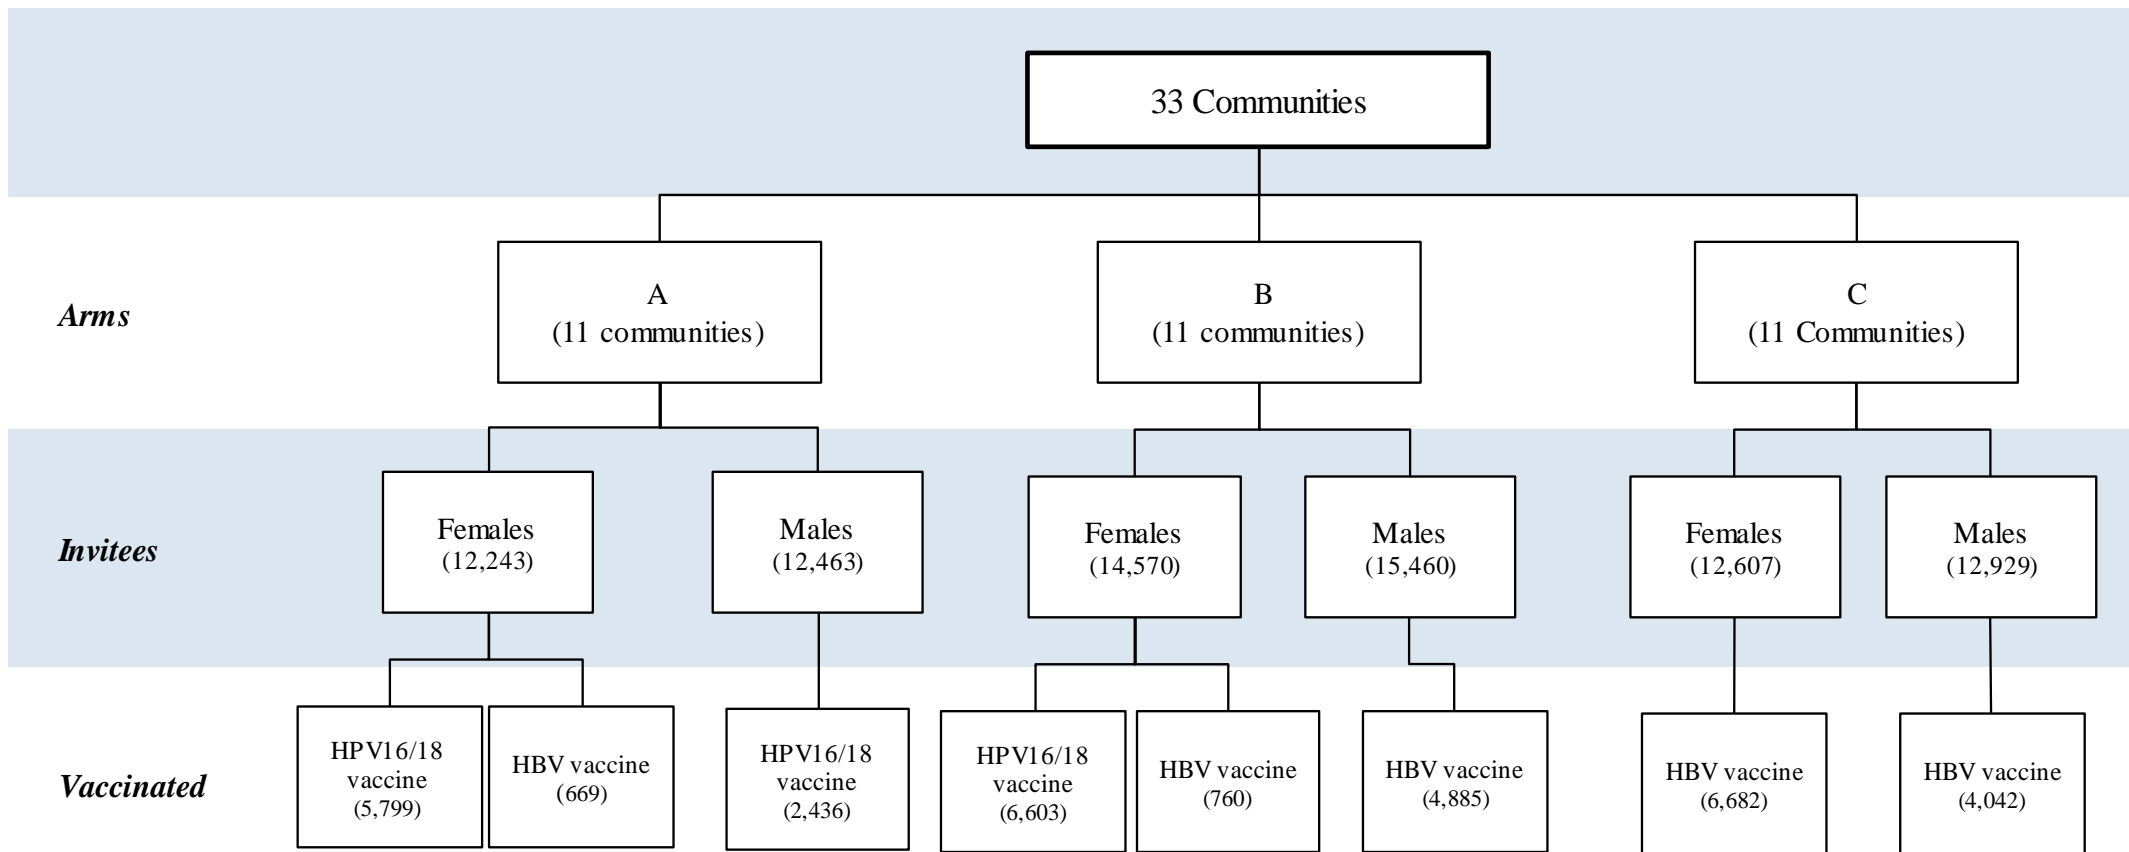 33 Communities
Arms
A
(11 communities)
B
(11 communities)
C
(11 Communities)
Invitees
Females
(12,243)
Males
(12,463)
Females
(14,570)
Males
(15,460)
Females
(12,607)
Males
(12,929)
Vaccinated
HPV16/18
vaccine
(5,799)
HBV vaccine
(669)
HPV16/18
vaccine
(2,436)
HPV16/18
vaccine
(6,603)
HBV vaccine
(760)
HBV vaccine
(4,885)
HBV vaccine
(6,682)
HBV vaccine
(4,042)